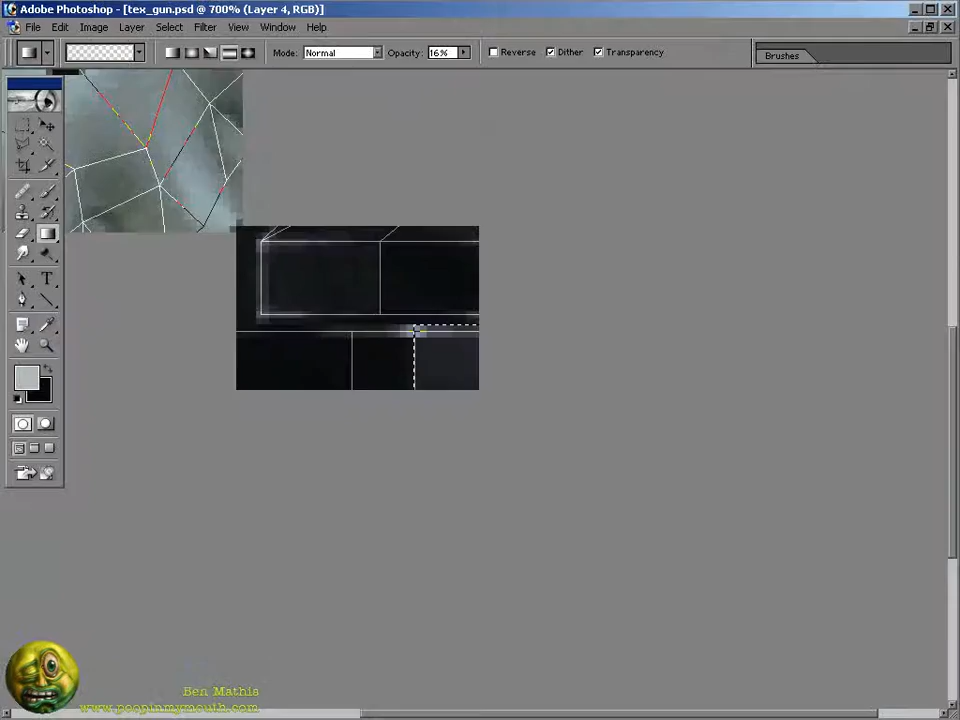 Adobe Photoshop - [tex_gun.psd @ 700% (Layer 4, RGB)]
File Edit Image Layer Select Filter View Window Help
Mode: Normal Opacity: 16% Reverse Dither Transparency Brushes
T
Ben Mathis
www.poopinmymouth.com